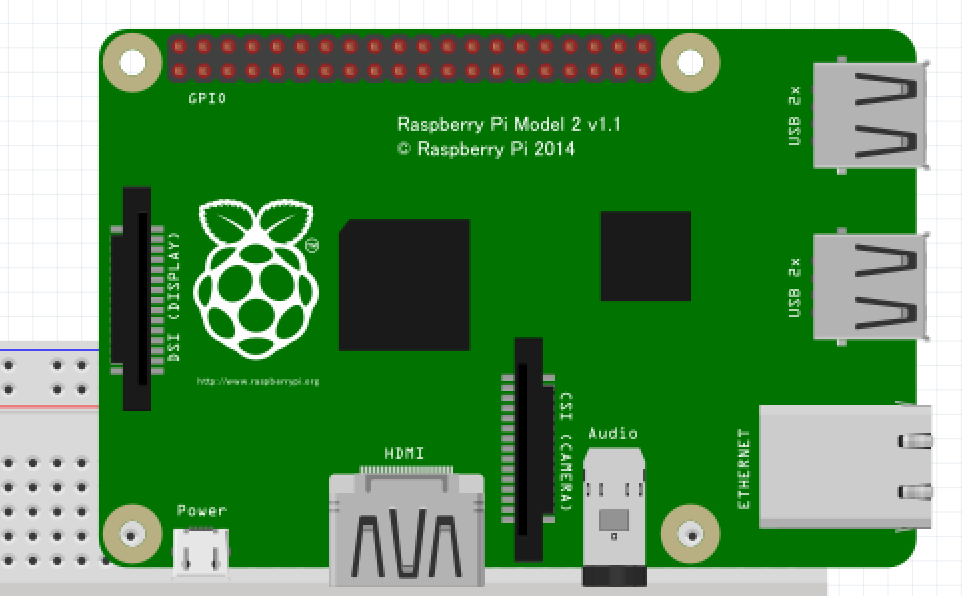 GPIO
Raspberry Pi Model 2 v1.1
© Raspberry Pi 2014
USB 2x
DSI (DISPLAY)
®
USB 2x
http://www.raspberrypi.org
CSI (CAMERA)
Audio
HDMI
ETHERNET
Power